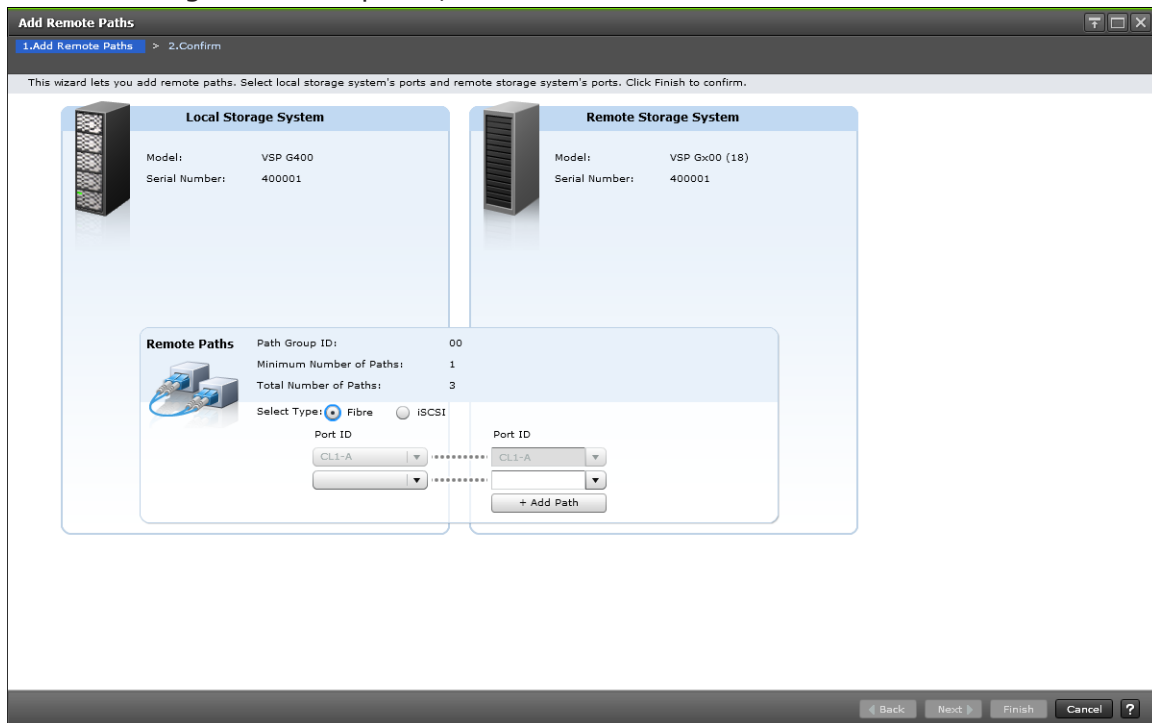 Add Remote Paths
1.Add Remote Paths > 2.Confirm
This wizard lets you add remote paths. Select local storage system's ports and remote storage system's ports. Click Finish to confirm.
Local Storage System
Model: VSP G400
Serial Number: 400001
Remote Storage System
Model: VSP Gx00 (18)
Serial Number: 400001
Remote Paths
Path Group ID: 00
Minimum Number of Paths: 1
Total Number of Paths: 3
Select Type: Fibre iSCSI
Port ID Port ID
CL1-A CL1-A
+ Add Path
Back Next Finish Cancel ?